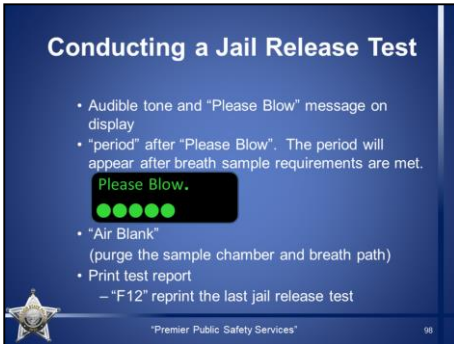 Conducting a Jail Release Test
• Audible tone and “Please Blow” message on
display
• “period” after “Please Blow”.  The period will
appear after breath sample requirements are met.
Please Blow.
• “Air Blank”
(purge the sample chamber and breath path)
• Print test report
– “F12” reprint the last jail release test
“Premier Public Safety Services”
98